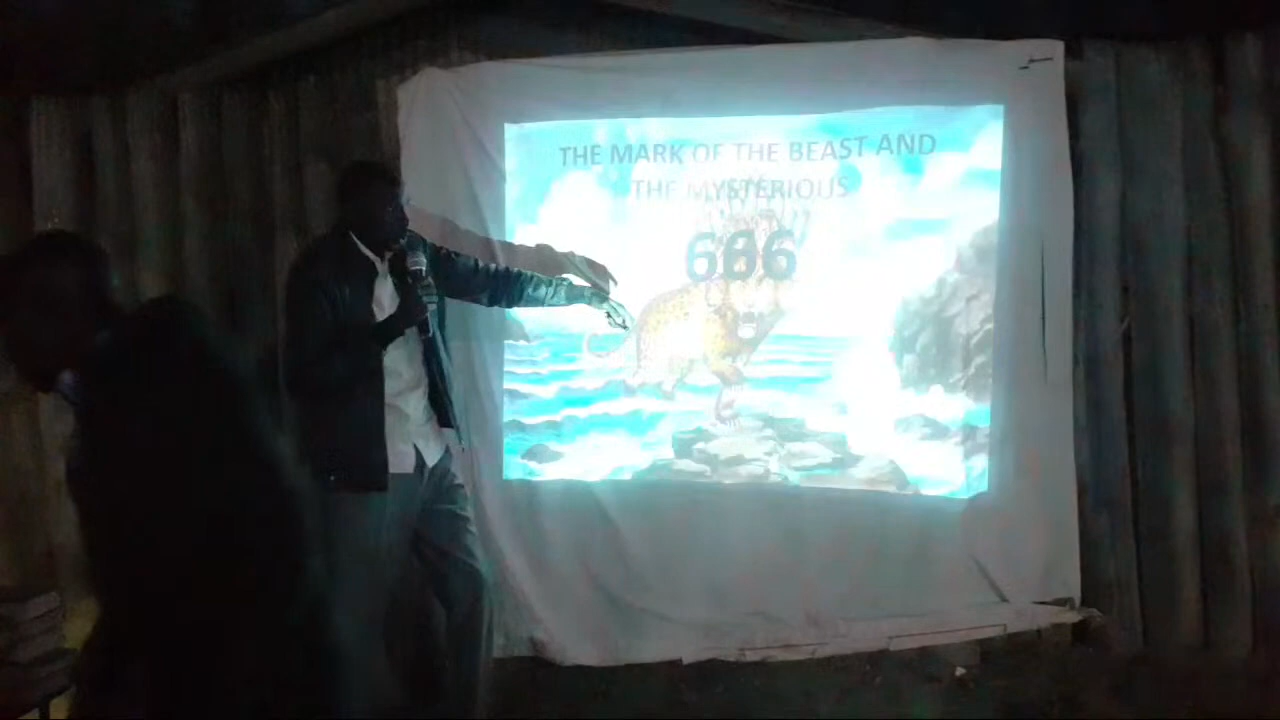 THE MARK OF THE BEAST AND
THE MYSTERIOUS
666